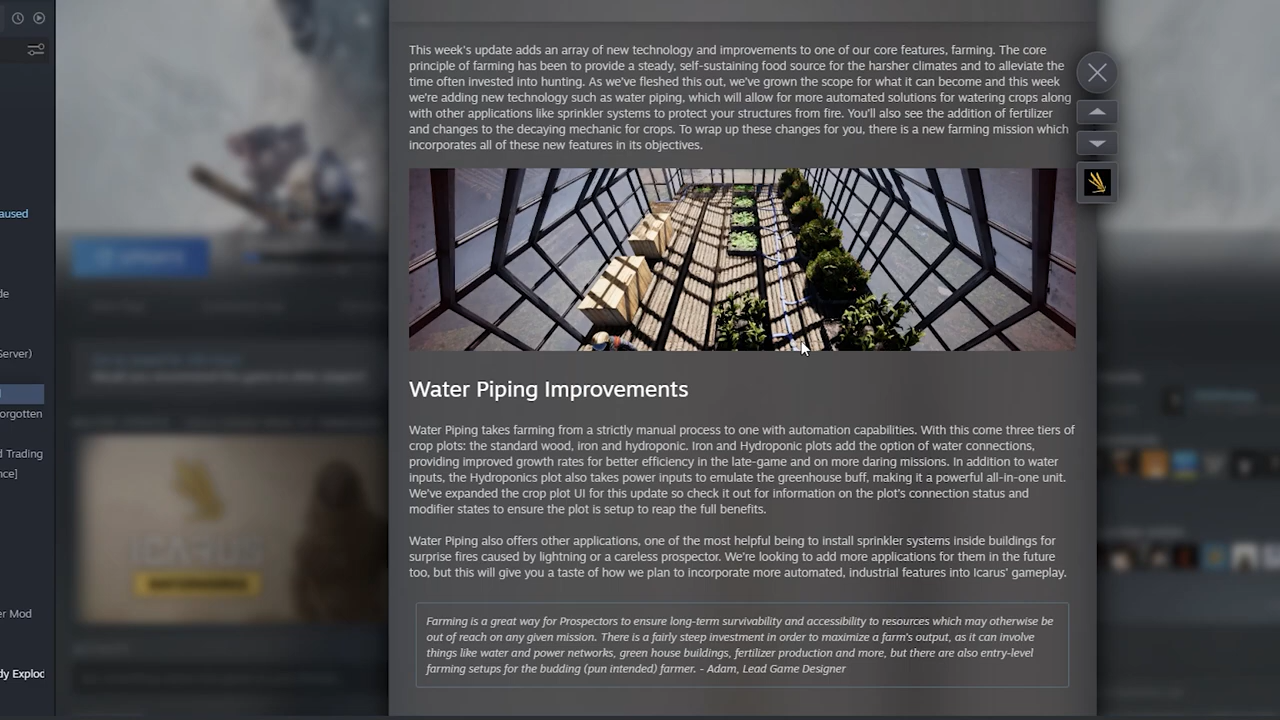 This week's update adds an array of new technology and improvements to one of our core features, farming. The core
principle of farming has been to provide a steady, self-sustaining food source for the harsher climates and to alleviate the
time often invested into hunting. As we've fleshed this out, we've grown the scope for what it can become and this week
we're adding new technology such as water piping, which will allow for more automated solutions for watering crops along
with other applications like sprinkler systems to protect your structures from fire. You'll also see the addition of fertilizer
and changes to the decaying mechanic for crops. To wrap up these changes for you, there is a new farming mission which
incorporates all of these new features in its objectives.
aused
de
Server)
orgotten
d Trading
nce]
er Mod
dy Exploc
Water Piping Improvements
Water Piping takes farming from a strictly manual process to one with automation capabilities. With this come three tiers of
crop plots: the standard wood, iron and hydroponic. Iron and Hydroponic plots add the option of water connections,
providing improved growth rates for better efficiency in the late-game and on more daring missions. In addition to water
inputs, the Hydroponics plot also takes power inputs to emulate the greenhouse buff, making it a powerful all-in-one unit.
We've expanded the crop plot UI for this update so check it out for information on the plot's connection status and
modifier states to ensure the plot is setup to reap the full benefits.
Water Piping also offers other applications, one of the most helpful being to install sprinkler systems inside buildings for
surprise fires caused by lightning or a careless prospector. We're looking to add more applications for them in the future
too, but this will give you a taste of how we plan to incorporate more automated, industrial features into Icarus' gameplay.
Farming is a great way for Prospectors to ensure long-term survivability and accessibility to resources which may otherwise be
out of reach on any given mission. There is a fairly steep investment in order to maximize a farm's output, as it can involve
things like water and power networks, green house buildings, fertilizer production and more, but there are also entry-level
farming setups for the budding (pun intended) farmer. - Adam, Lead Game Designer
ICARUS